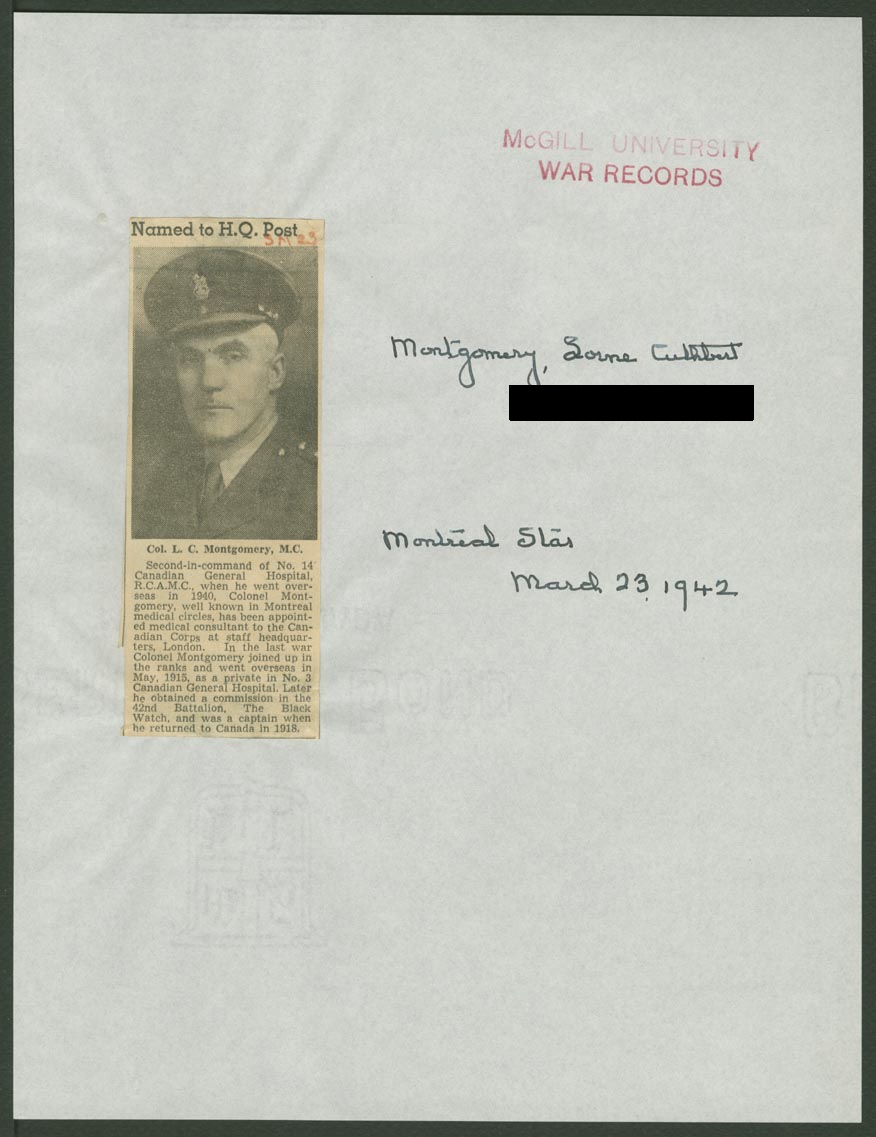 McGILL UNIVERSITY
WAR RECORDS
Named to H.Q. Post
Montgomery, Lorne Cuthbert
Montreal Star
March 23, 1942
Col. L. C. Montgomery, M.C.
Second-in-command of No. 14
Canadian General Hospital,
R.C.A.M.C., when he went over-
seas in 1940, Colonel Mont-
gomery, well known in Montreal
medical circles, has been appoint-
ed medical consultant to the Can-
adian Corps at staff headquar-
ters, London. In the last war
Colonel Montgomery joined up in
the ranks and went overseas in
May, 1915, as a private in No. 3
Canadian General Hospital. Later
he obtained a commission in the
42nd Battalion, The Black
Watch, and was a captain when
he returned to Canada in 1918.